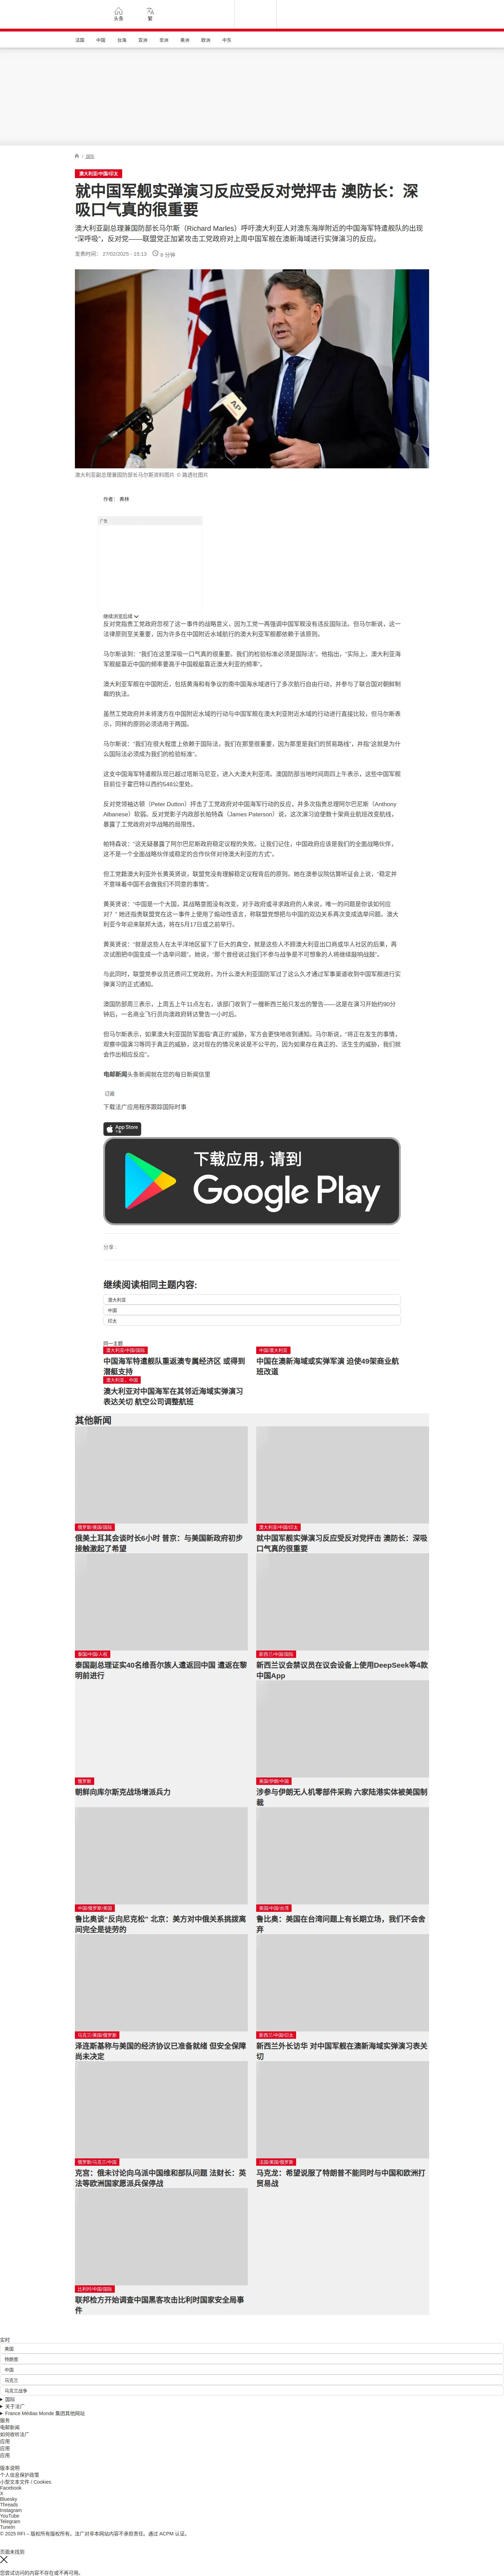 头条
繁
法国
中国
台海
亚洲
非洲
美洲
欧洲
中东
/ 国际
澳大利亚/中国/印太
就中国军舰实弹演习反应受反对党抨击 澳防长：深
吸口气真的很重要
澳大利亚副总理兼国防部长马尔斯（Richard Marles）呼吁澳大利亚人对澳东海岸附近的中国海军特遣舰队的出现
“深呼吸”，反对党——联盟党正加紧攻击工党政府对上周中国军舰在澳新海域进行实弹演习的反应。
发表时间： 27/02/2025 - 15:13
8 分钟
AP
澳大利亚副总理兼国防部长马尔斯资料图片 © 路透社图片
作者： 弗林
广告
继续浏览后续
反对党指责工党政府忽视了这一事件的战略意义，因为工党一再强调中国军舰没有违反国际法。但马尔斯说，这一
法律原则至关重要，因为许多在中国附近水域航行的澳大利亚军舰都依赖于该原则。
马尔斯谈到：“我们在这里深吸一口气真的很重要。我们的检验标准必须是国际法”。他指出，“实际上，澳大利亚海
军舰艇靠近中国的频率要高于中国舰艇靠近澳大利亚的频率”。
澳大利亚军舰在中国附近，包括黄海和有争议的南中国海水域进行了多次航行自由行动，并参与了联合国对朝鲜制
裁的执法。
虽然工党政府并未将澳方在中国附近水域的行动与中国军舰在澳大利亚附近水域的行动进行直接比较，但马尔斯表
示，同样的原则必须适用于两国。
马尔斯说：“我们在很大程度上依赖于国际法，我们在那里很重要，因为那里是我们的贸易路线”，并指“这就是为什
么国际法必须成为我们的检验标准”。
这支中国海军特遣舰队现已越过塔斯马尼亚，进入大澳大利亚湾。澳国防部当地时间周四上午表示，这些中国军舰
目前位于霍巴特以西约548公里处。
反对党领袖达顿（Peter Dutton）抨击了工党政府对中国海军行动的反应，并多次指责总理阿尔巴尼斯（Anthony
Albanese）软弱。反对党影子内政部长帕特森（James Paterson）说，这次演习迫使数十架商业航班改变航线，
暴露了工党政府对华战略的局限性。
帕特森说：“这无疑暴露了阿尔巴尼斯政府稳定议程的失败。让我们记住，中国政府应该是我们的全面战略伙伴，
这不是一个全面战略伙伴或稳定的合作伙伴对待澳大利亚的方式”。
但工党籍澳大利亚外长黄英贤说，联盟党没有理解稳定议程背后的原则。她在澳参议院估算听证会上说，“稳定并
不意味着中国不会做我们不同意的事情”。
黄英贤说：“中国是一个大国，其战略意图没有改变。对于政府或寻求政府的人来说，唯一的问题是你该如何应
对？ ” 她还指责联盟党在这一事件上使用了煽动性语言，称联盟党想把与中国的双边关系再次变成选举问题。澳大
利亚今年迎来联邦大选，将在5月17日或之前举行。
黄英贤说：“就是这些人在太平洋地区留下了巨大的真空，就是这些人不顾澳大利亚出口商或华人社区的后果，再
次试图把中国变成一个选举问题”。她说，“那个曾经说过我们不参与战争是不可想象的人将继续敲响战鼓”。
与此同时，联盟党参议员还质问工党政府，为什么澳大利亚国防军过了这么久才通过军事渠道收到中国军舰进行实
弹演习的正式通知。
澳国防部周三表示，上周五上午11点左右，该部门收到了一艘新西兰船只发出的警告——这是在演习开始约90分
钟后，一名商业飞行员向澳政府转达警告一小时后。
但马尔斯表示，如果澳大利亚国防军面临“真正的”威胁，军方会更快地收到通知。马尔斯说，“将正在发生的事情，
观察中国演习等同于真正的威胁，这对现在的情况来说是不公平的，因为如果存在真正的、活生生的威胁，我们就
会作出相应反应”。
电邮新闻头条新闻就在您的每日新闻信里
订阅
下载法广应用程序跟踪国际时事
App Store
下载
下载应用，请到
Google Play
分享 :
继续阅读相同主题内容:
澳大利亚
中国
印太
同一主题
澳大利亚/中国/国际
中国海军特遣舰队重返澳专属经济区 或得到
潜艇支持
中国/澳大利亚
中国在澳新海域或实弹军演 迫使49架商业航
班改道
澳大利亚、中国
澳大利亚对中国海军在其邻近海域实弹演习
表达关切 航空公司调整航班
其他新闻
俄罗斯/美国/国际
俄美土耳其会谈时长6小时 普京：与美国新政府初步
接触激起了希望
澳大利亚/中国/印太
就中国军舰实弹演习反应受反对党抨击 澳防长：深吸
口气真的很重要
泰国/中国/人权
泰国副总理证实40名维吾尔族人遣返回中国 遣返在黎
明前进行
新西兰/中国/国际
新西兰议会禁议员在议会设备上使用DeepSeek等4款
中国App
俄罗斯
朝鲜向库尔斯克战场增派兵力
美国/伊朗/中国
涉参与伊朗无人机零部件采购 六家陆港实体被美国制
裁
中国/俄罗斯/美国
鲁比奥谈“反向尼克松” 北京：美方对中俄关系挑拨离
间完全是徒劳的
美国/中国/台湾
鲁比奥：美国在台湾问题上有长期立场，我们不会舍
弃
乌克兰/美国/俄罗斯
泽连斯基称与美国的经济协议已准备就绪 但安全保障
尚未决定
新西兰/中国/印太
新西兰外长访华 对中国军舰在澳新海域实弹演习表关
切
俄罗斯/乌克兰/中国
克宫：俄未讨论向乌派中国维和部队问题 法财长：英
法等欧洲国家愿派兵保停战
法国/美国/俄罗斯
马克龙：希望说服了特朗普不能同时与中国和欧洲打
贸易战
比利时/中国/国际
联邦检方开始调查中国黑客攻击比利时国家安全局事
件
实时
美国
特朗普
中国
乌克兰
乌克兰战争
国际
关于法广
France Médias Monde 集团其他网站
服务
电邮新闻
如何收听法广
应用
应用
应用
版本说明
个人信息保护政策
小型文本文件 / Cookies
Facebook
X
Bluesky
Threads
Instagram
YouTube
Telegram
TuneIn
© 2025 RFI – 版权所有版权所有。法广对非本网站内容不承担责任。通过 ACPM 认证。
页面未找到
您尝试访问的内容不存在或不再可用。